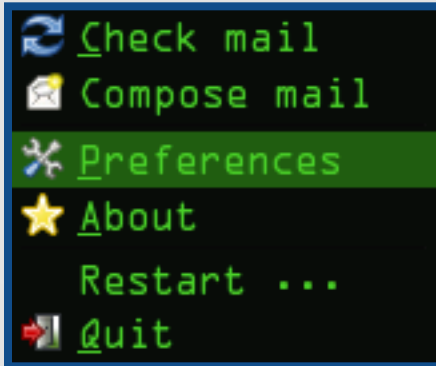 Check mail
Compose mail
Preferences
About
Restart ...
Quit